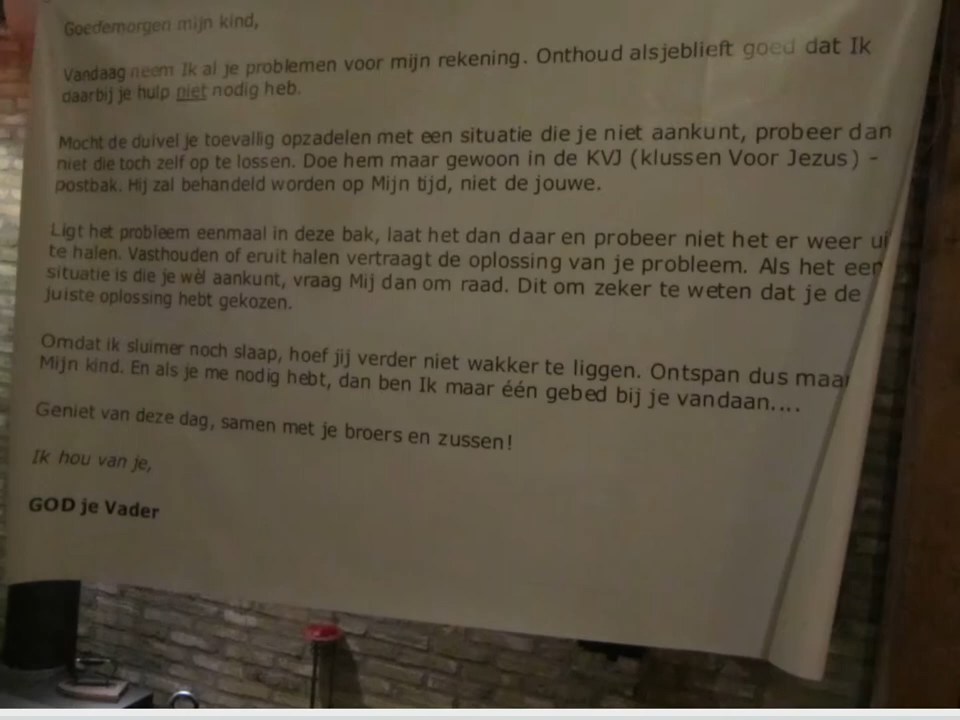 Goedemorgen mijn kind,
Vandaag neem Ik al je problemen voor mijn rekening. Onthoud alsjeblieft goed dat Ik
daarbij je hulp niet nodig heb.
Mocht de duivel je toevallig opzadelen met een situatie die je niet aankunt, probeer dan
niet die toch zelf op te lossen. Doe hem maar gewoon in de KVJ (klussen Voor Jezus) -
postbak. Hij zal behandeld worden op Mijn tijd, niet de jouwe.
Ligt het probleem eenmaal in deze bak, laat het dan daar en probeer niet het er weer ui
te halen. Vasthouden of eruit halen vertraagt de oplossing van je probleem. Als het een
situatie is die je wèl aankunt, vraag Mij dan om raad. Dit om zeker te weten dat je de
juiste oplossing hebt gekozen.
Omdat ik sluimer noch slaap, hoef jij verder niet wakker te liggen. Ontspan dus maar
Mijn kind. En als je me nodig hebt, dan ben Ik maar één gebed bij je vandaan....
Geniet van deze dag, samen met je broers en zussen!
Ik hou van je,
GOD je Vader